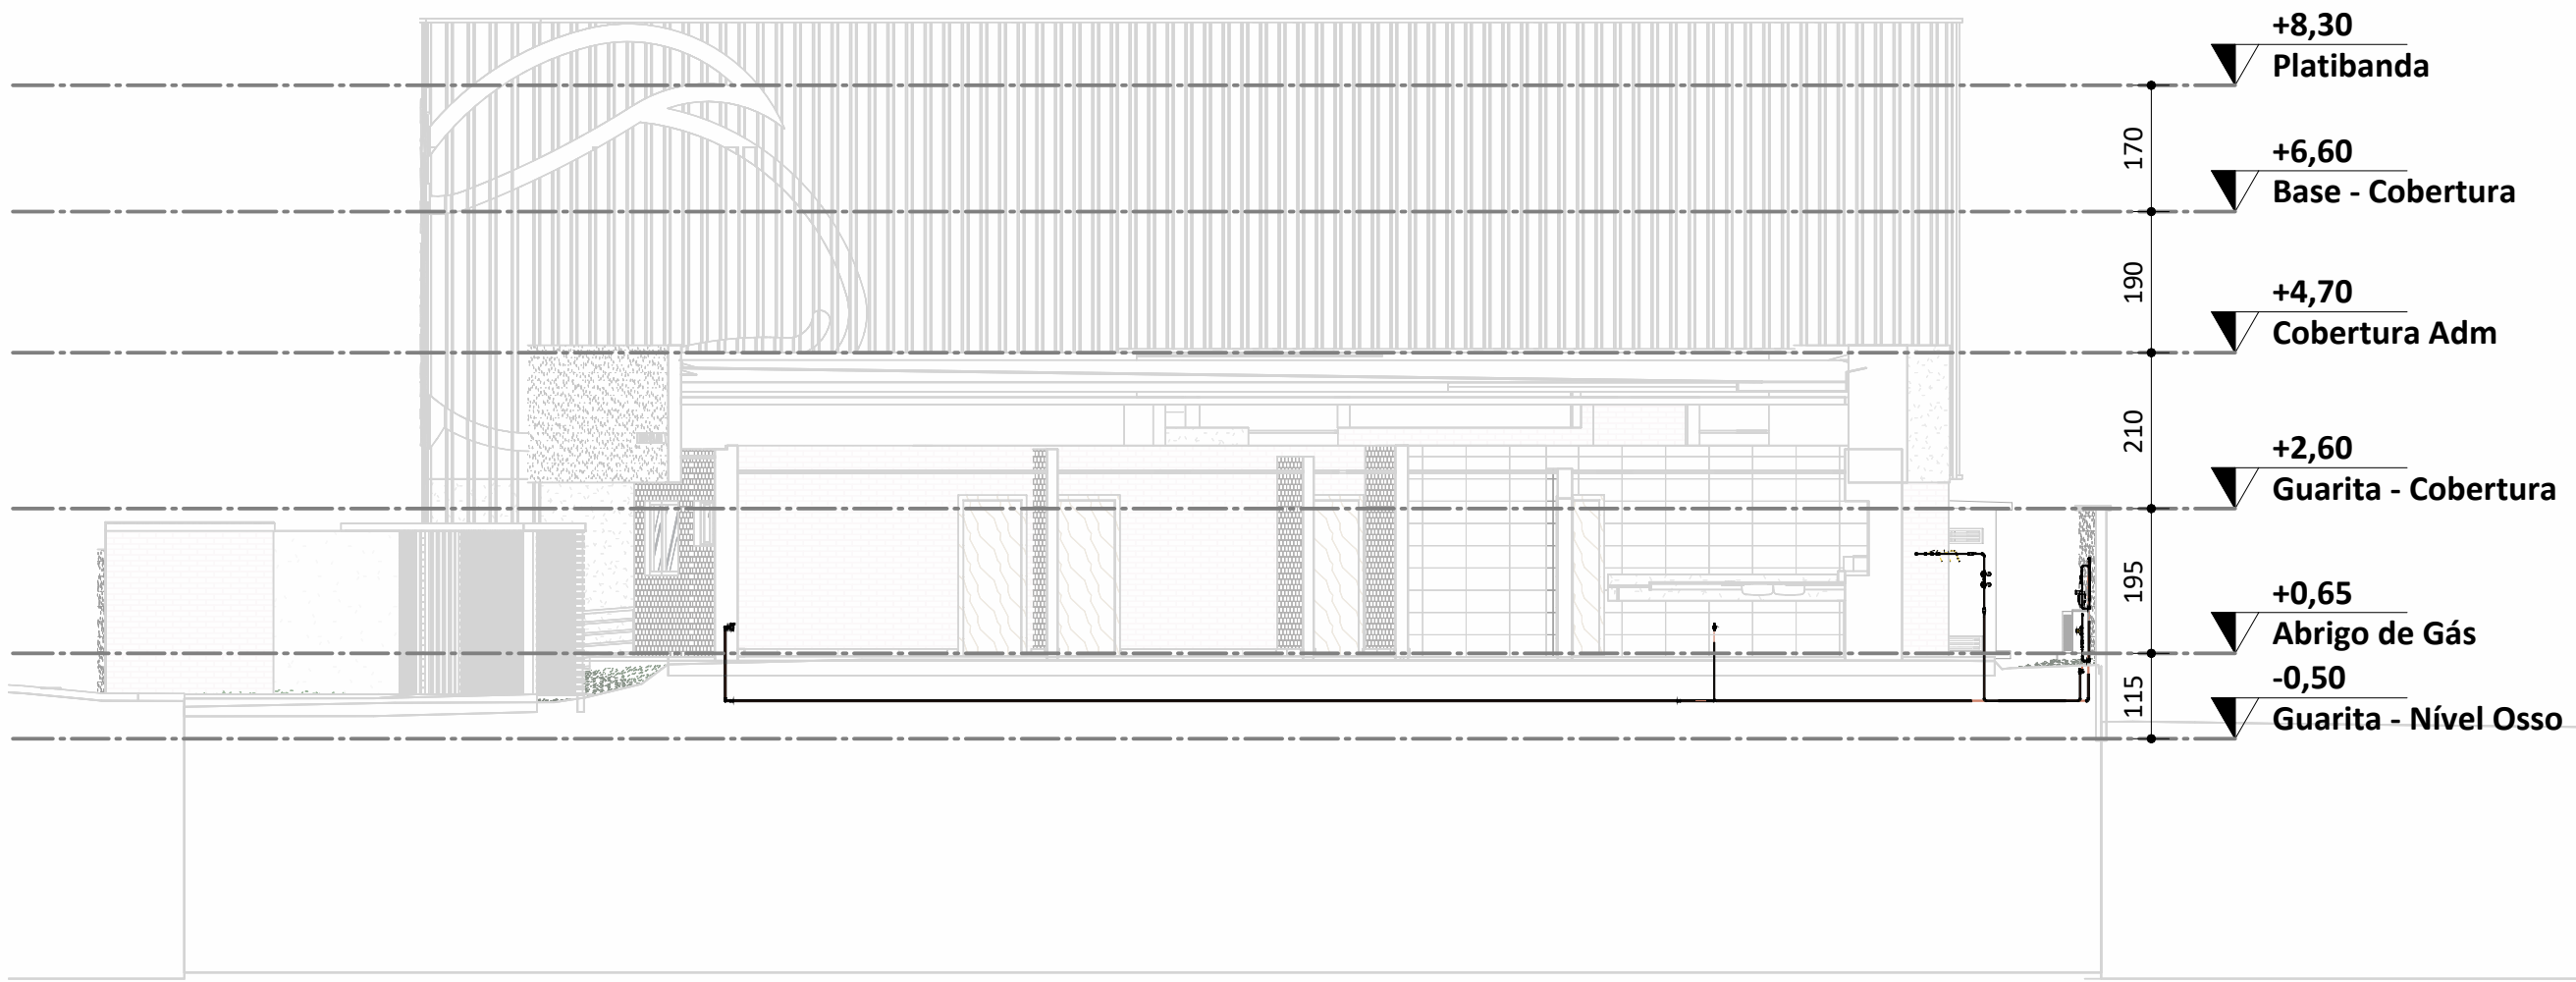 +8,30
Platibanda
170
+6,60
Base - Cobertura
190
+4,70
Cobertura Adm
210
+2,60
Guarita - Cobertura
195
+0,65
Abrigo de Gás
115
-0,50
Guarita - Nível Osso